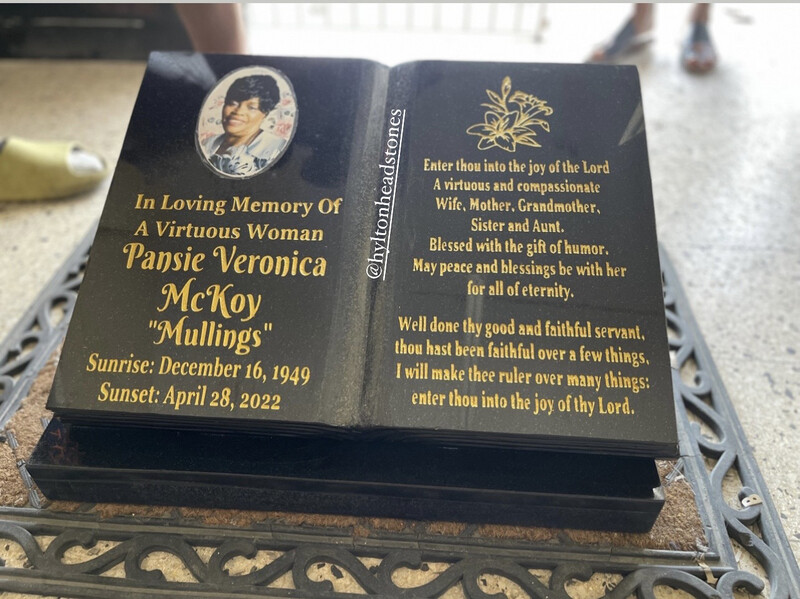 In Loving Memory Of
A Virtuous Woman
Pansie Veronica
McKoy
"Mullings"
Sunrise: December 16, 1949
Sunset: April 28, 2022
@hyltonheadstones
Enter thou into the joy of the Lord
A virtuous and compassionate
Wife, Mother, Grandmother,
Sister and Aunt.
Blessed with the gift of humor.
May peace and blessings be with her
for all of eternity.
Well done thy good and faithful servant,
thou hast been faithful over a few things,
I will make thee ruler over many things:
enter thou into the joy of thy Lord.